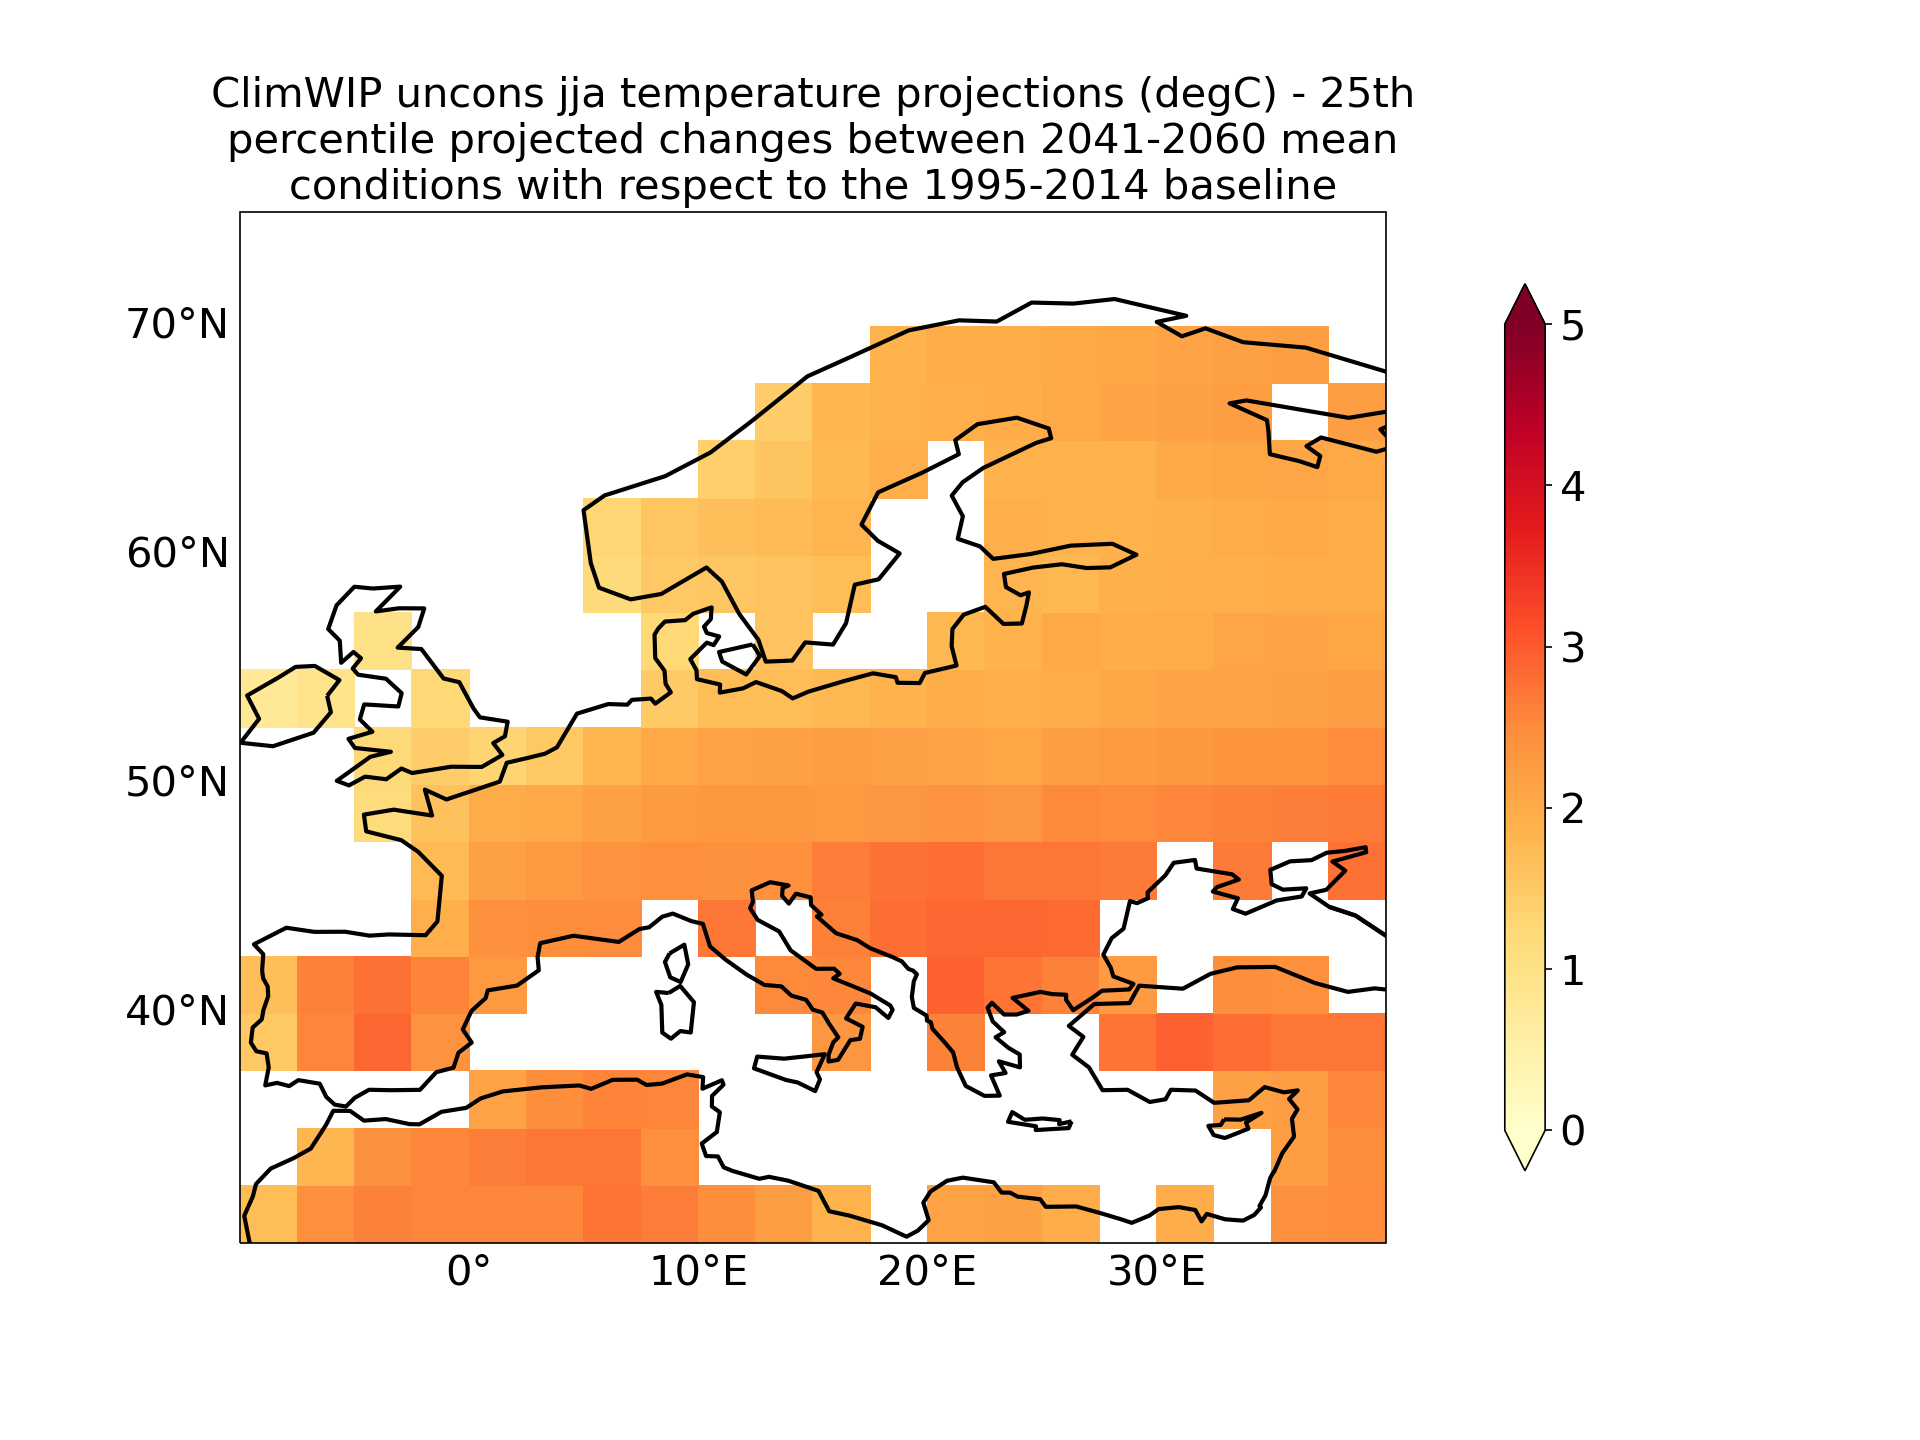 ClimWIP uncons jja temperature projections (degC) - 25th
percentile projected changes between 2041-2060 mean
conditions with respect to the 1995-2014 baseline
70°N
60°N
50°N
40°N
0°
10°E
20°E
30°E
5
4
3
2
1
0